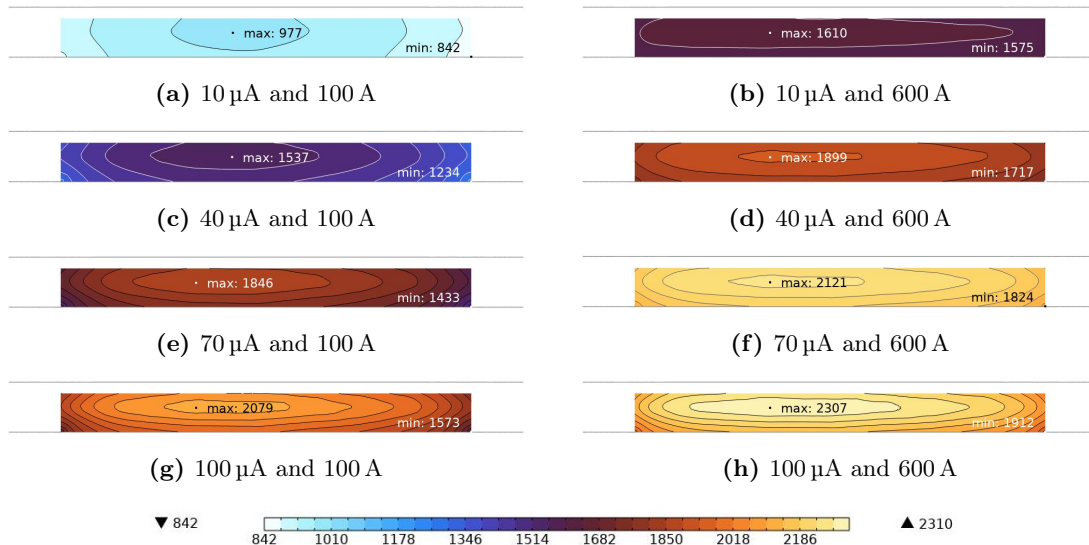 max: 977
min: 842
max: 1610
min: 1575
(a) 10 µA and 100 A
(b) 10 µA and 600 A
max: 1537
min: 1234
max: 1899
min: 1717
(c) 40 µA and 100 A
(d) 40 µA and 600 A
max: 1846
min: 1433
max: 2121
min: 1824
(e) 70 µA and 100 A
(f) 70 µA and 600 A
max: 2079
min: 1573
max: 2307
min: 1912
(g) 100 µA and 100 A
(h) 100 µA and 600 A
▼ 842
▲ 2310
842 1010 1178 1346 1514 1682 1850 2018 2186